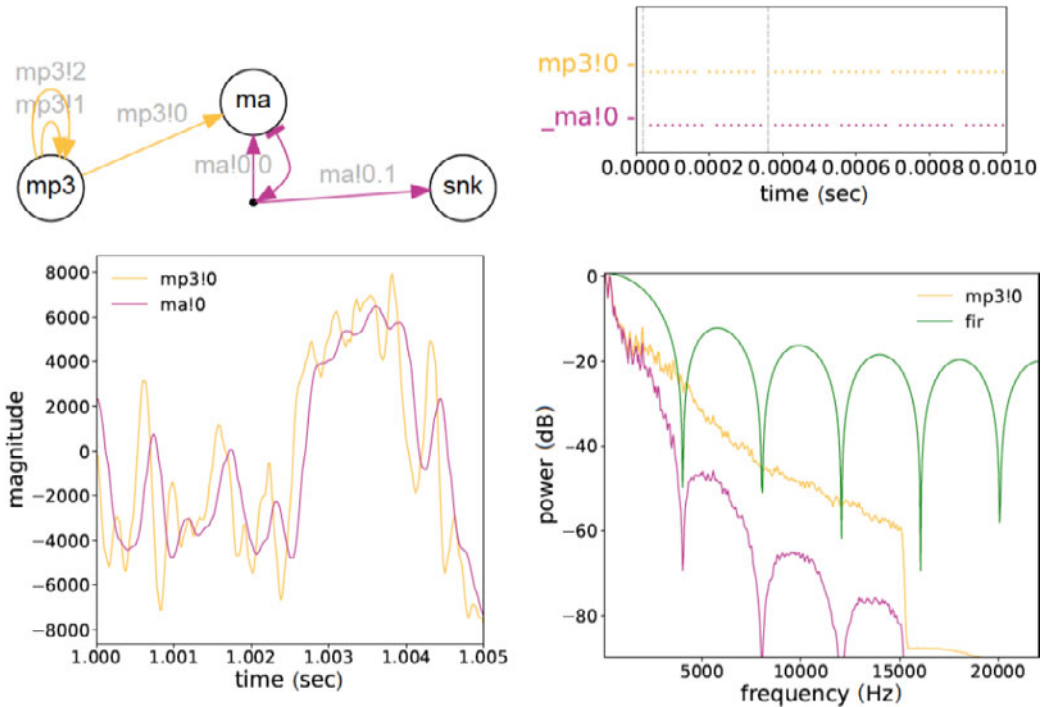 mp3!2
mp3!1
mp3!0
ma
mp3
ma!0.0
ma!0.1
snk
mp3!0
_ma!0
0.0000 0.0002 0.0004 0.0006 0.0008 0.0010
time (sec)
mp3!0
ma!0
8000
6000
4000
2000
0
−2000
−4000
−6000
−8000
magnitude
1.000 1.001 1.002 1.003 1.004 1.005
time (sec)
mp3!0
fir
0
−20
−40
−60
−80
power (dB)
5000 10000 15000 20000
frequency (Hz)